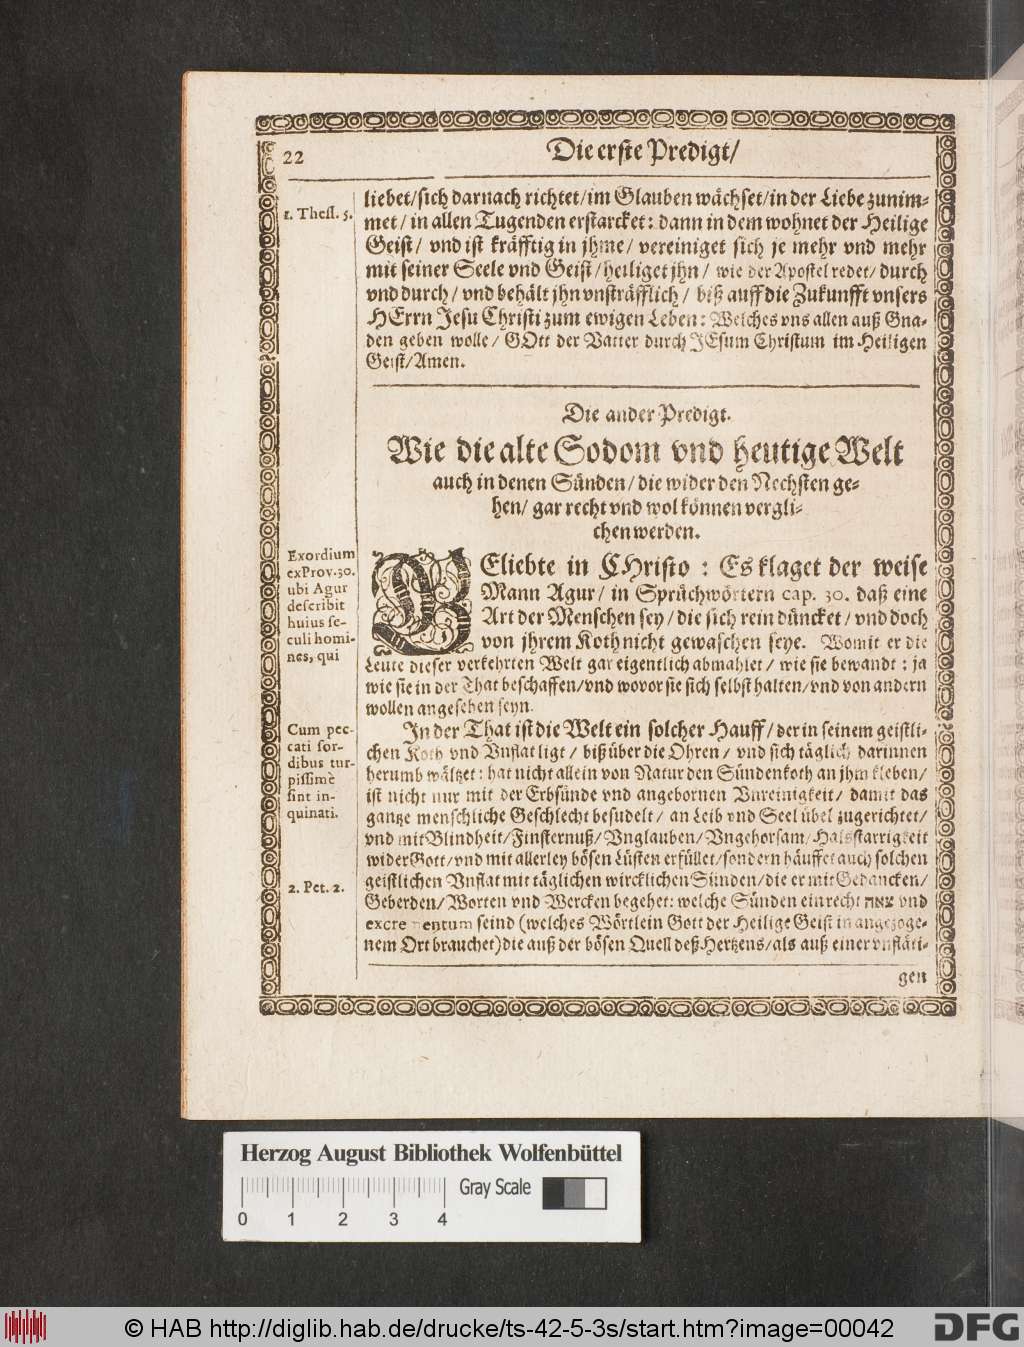 22
Die erste Predigt/
1. Thess. 5.
liebet/sich darnach richtet/im Glauben wächset/in der Liebe zunim-
met/ in allen Tugenden erstarcket: dann in dem wohnet der Heilige
Geist/ vnd ist kräfftig in jhme/ vereiniget sich je mehr vnd mehr
mit seiner Seele vnd Geist/heiliget jhn/ wie der Apostel redet/ durch
vnd durch/ vnd behält jhn vnsträfflich/ biß auff die Zukunfft vnsers
HErrn Jesu Christi zum ewigen Leben: Welches vns allen auß Gna-
den geben wolle/ GOtt der Vatter durch JEsum Christum im Heiligen
Geist/Amen.
Die ander Predigt.
Wie die alte Sodom vnd heutige Welt
auch in denen Sünden/ die wider den Nechsten ge-
hen/ gar recht vnd wol können vergli-
chen werden.
Exordium
ex Prov. 30.
ubi Agur
describit
huius se-
culi homi-
nes, qui
GEliebte in CHristo: Es klaget der weise
Mann Agur/ in Sprüchwörtern cap. 30. daß eine
Art der Menschen sey/die sich rein düncket/ vnd doch
von jhrem Koth nicht gewaschen seye. Womit er die
Leute dieser verkehrten Welt gar eigentlich abmahlet/ wie sie bewandt: ja
wie sie in der That beschaffen/vnd wovor sie sich selbst halten/vnd von andern
wollen angesehen seyn.
Cum pec-
cati sor-
dibus tur-
pissimè
sint in-
quinati.
In der That ist die Welt ein solcher Hauff/ der in seinem geistli-
chen Koth vnd Vnflat ligt/ biß über die Ohren/ vnd sich täglich darinnen
herumb wältzet: hat nicht allein von Natur den Sündenkoth an jhm kleben/
ist nicht nur mit der Erbsünde vnd angebornen Vnreinigkeit/ damit das
gantze menschliche Geschlecht besudelt/ an Leib vnd Seel übel zugerichtet/
vnd mit Blindheit/Finsternuß/Vnglauben/Vngehorsam/Halsstarrigkeit
wider Gott/vnd mit allerley bösen Lüsten erfüllet/sondern häuffet auch solchen
2. Pet. 2.
geistlichen Vnflat mit täglichen wircklichen Sünden/die er mit Gedancken/
Geberden/Worten vnd Wercken begehet: welche Sünden ein recht צאה vnd
excrementum seind (welches Wörtlein Gott der Heilige Geist in angezoge-
nem Ort brauchet) die auß der bösen Quell deß Hertzens/als auß einer vnfläti-
gen
Herzog August Bibliothek Wolfenbüttel
Gray Scale
0 1 2 3 4
© HAB http://diglib.hab.de/drucke/ts-42-5-3s/start.htm?image=00042
DFG